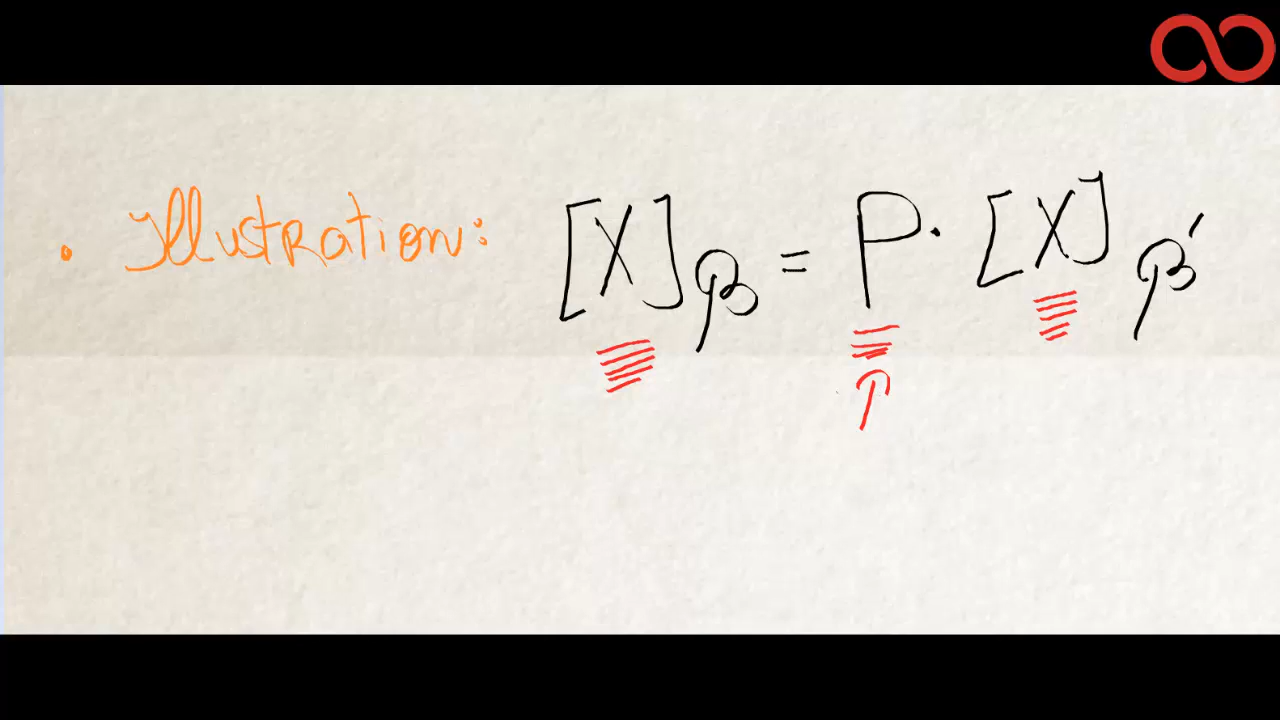 • Illustration: [X]β = P · [X]β′